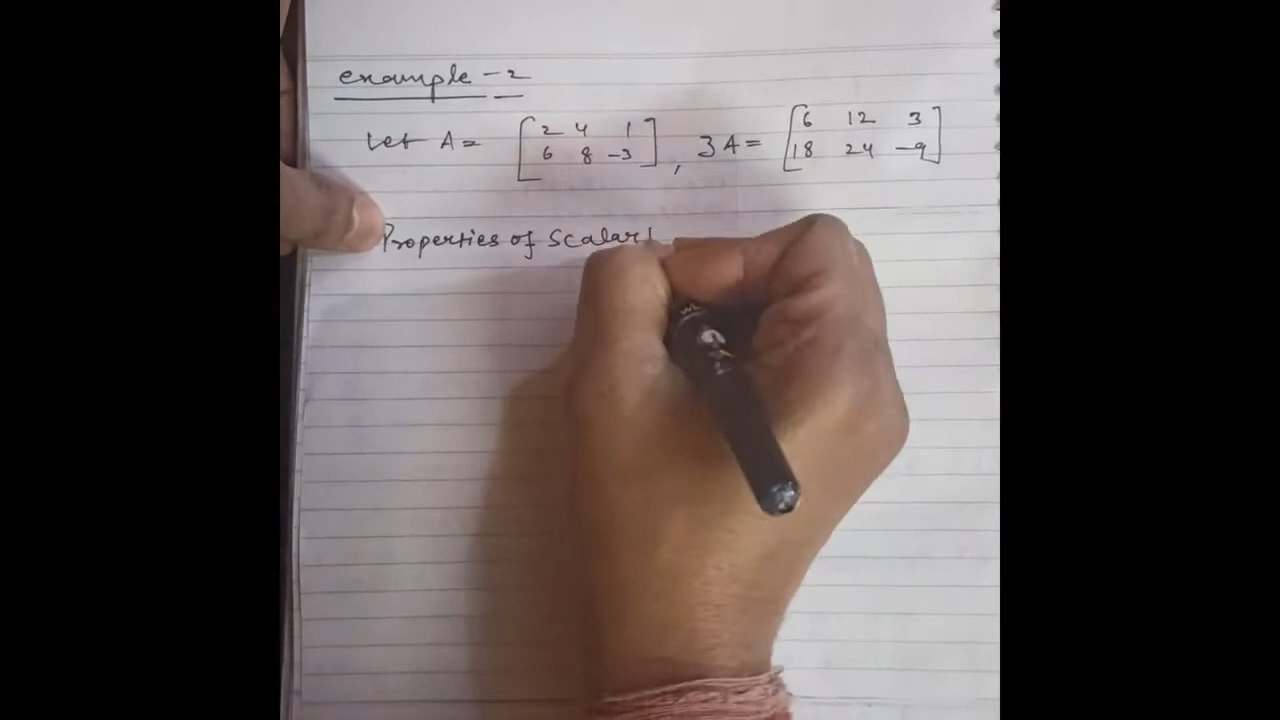 example - 2
Let A = [ 2 4 1 ], 3A = [ 6 12 3 ]
[ 6 8 -3 ] [ 18 24 -9 ]
Properties of Scalar